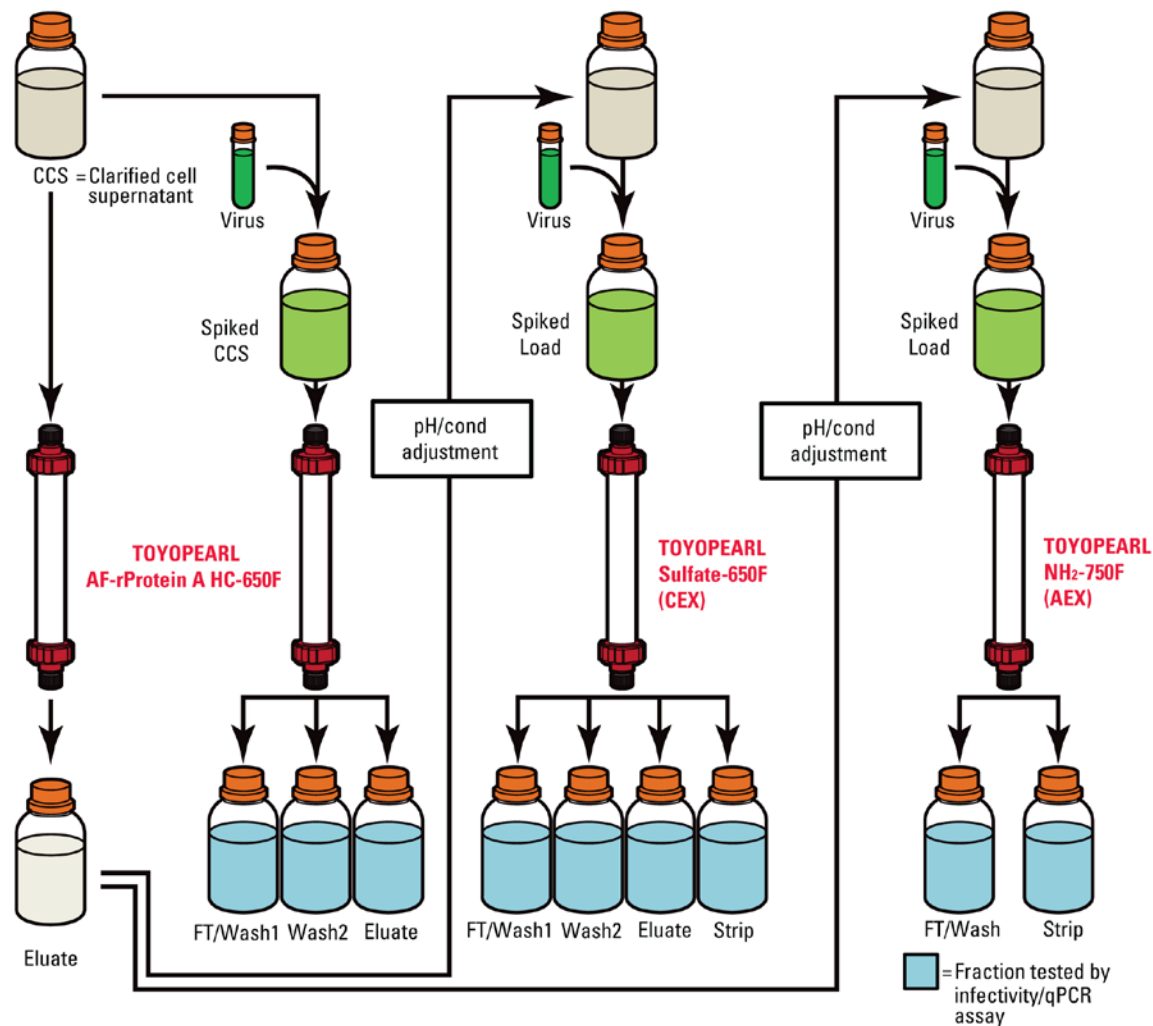 CCS = Clarified cell
supernatant
Virus
Virus
Virus
Spiked
CCS
Spiked
Load
Spiked
Load
pH/cond
adjustment
pH/cond
adjustment
TOYOPEARL
AF-rProtein A HC-650F
TOYOPEARL
Sulfate-650F
(CEX)
TOYOPEARL
NH₂-750F
(AEX)
Eluate
FT/Wash1 Wash2 Eluate
FT/Wash1 Wash2 Eluate Strip
FT/Wash Strip
= Fraction tested by
infectivity/qPCR
assay